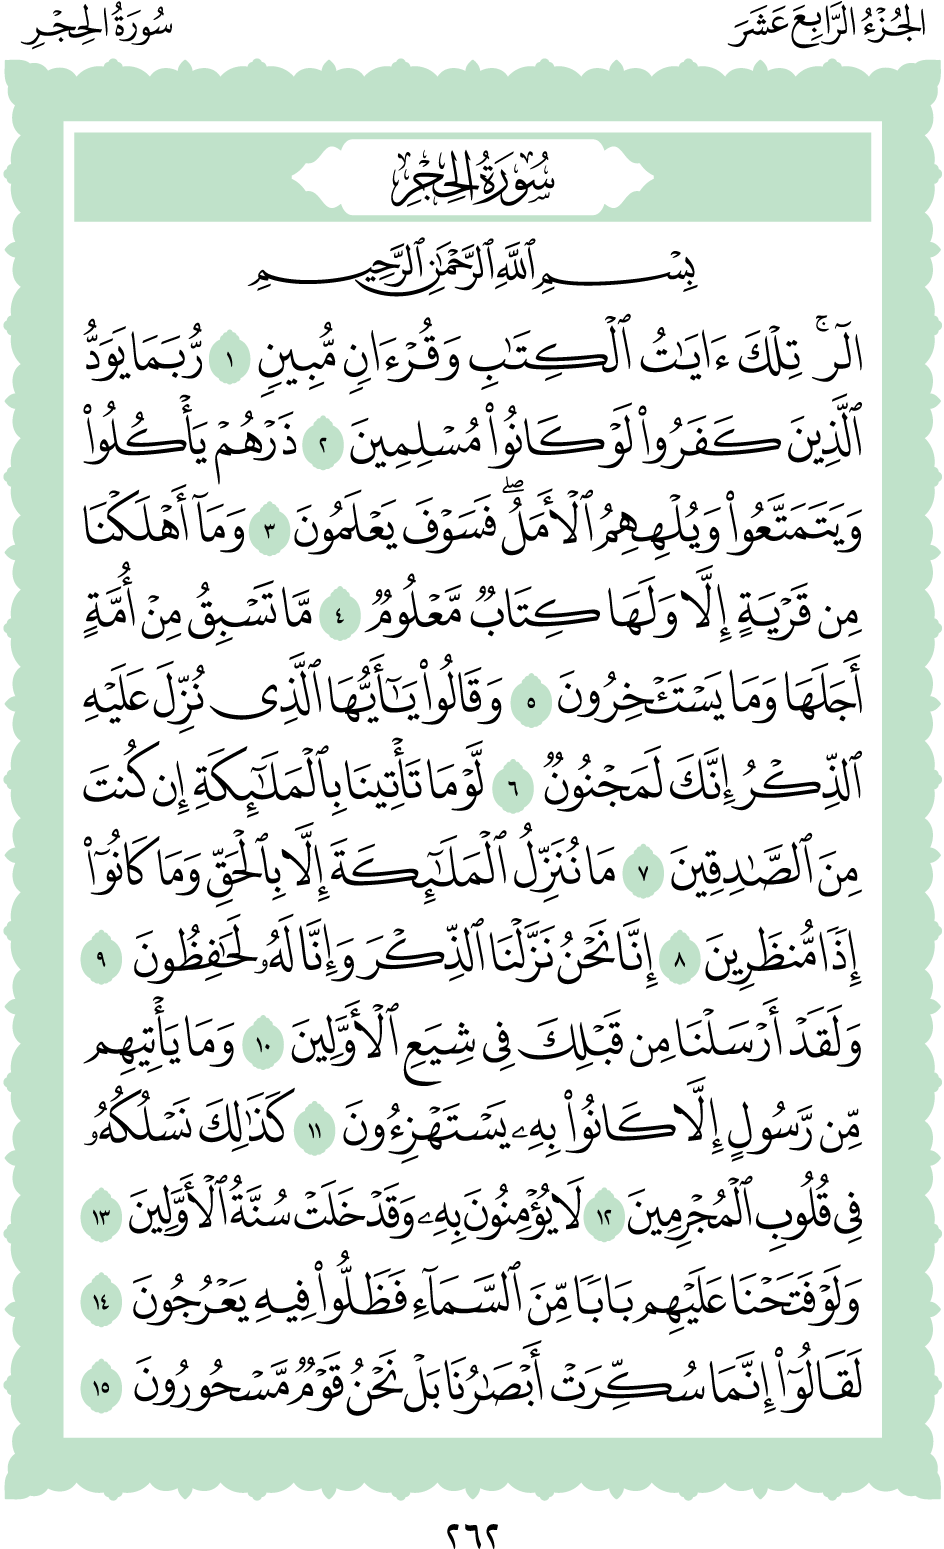 الجُزْءُ الرَّابِعَ عَشَرَ
سُورَةُ الحِجْرِ
سُورَةُ الحِجْرِ
بِسْمِ ٱللَّهِ ٱلرَّحْمَٰنِ ٱلرَّحِيمِ
الٓرۚ تِلْكَ ءَايَٰتُ ٱلْكِتَٰبِ وَقُرْءَانٍ مُّبِينٍ ١ رُّبَمَا يَوَدُّ
ٱلَّذِينَ كَفَرُوا۟ لَوْ كَانُوا۟ مُسْلِمِينَ ٢ ذَرْهُمْ يَأْكُلُوا۟
وَيَتَمَتَّعُوا۟ وَيُلْهِهِمُ ٱلْأَمَلُۖ فَسَوْفَ يَعْلَمُونَ ٣ وَمَآ أَهْلَكْنَا
مِن قَرْيَةٍ إِلَّا وَلَهَا كِتَابٌ مَّعْلُومٌ ٤ مَّا تَسْبِقُ مِنْ أُمَّةٍ
أَجَلَهَا وَمَا يَسْتَـْٔخِرُونَ ٥ وَقَالُوا۟ يَٰٓأَيُّهَا ٱلَّذِى نُزِّلَ عَلَيْهِ
ٱلذِّكْرُ إِنَّكَ لَمَجْنُونٌ ٦ لَّوْ مَا تَأْتِينَا بِٱلْمَلَٰٓئِكَةِ إِن كُنتَ
مِنَ ٱلصَّٰدِقِينَ ٧ مَا نُنَزِّلُ ٱلْمَلَٰٓئِكَةَ إِلَّا بِٱلْحَقِّ وَمَا كَانُوٓا۟
إِذًا مُّنظَرِينَ ٨ إِنَّا نَحْنُ نَزَّلْنَا ٱلذِّكْرَ وَإِنَّا لَهُۥ لَحَٰفِظُونَ ٩
وَلَقَدْ أَرْسَلْنَا مِن قَبْلِكَ فِى شِيَعِ ٱلْأَوَّلِينَ ١٠ وَمَا يَأْتِيهِم
مِّن رَّسُولٍ إِلَّا كَانُوا۟ بِهِۦ يَسْتَهْزِءُونَ ١١ كَذَٰلِكَ نَسْلُكُهُۥ
فِى قُلُوبِ ٱلْمُجْرِمِينَ ١٢ لَا يُؤْمِنُونَ بِهِۦ وَقَدْ خَلَتْ سُنَّةُ ٱلْأَوَّلِينَ ١٣
وَلَوْ فَتَحْنَا عَلَيْهِم بَابًا مِّنَ ٱلسَّمَآءِ فَظَلُّوا۟ فِيهِ يَعْرُجُونَ ١٤
لَقَالُوٓا۟ إِنَّمَا سُكِّرَتْ أَبْصَٰرُنَا بَلْ نَحْنُ قَوْمٌ مَّسْحُورُونَ ١٥
٢٦٢